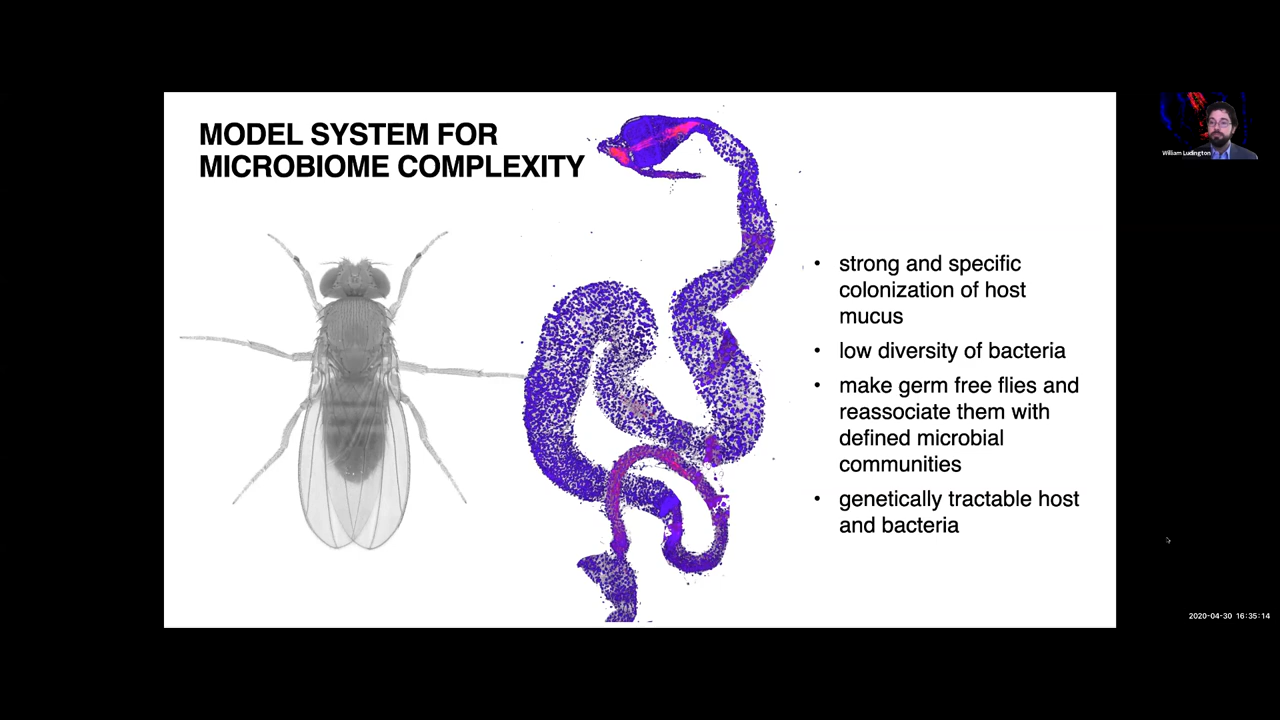 MODEL SYSTEM FOR
MICROBIOME COMPLEXITY
• strong and specific
colonization of host
mucus
• low diversity of bacteria
• make germ free flies and
reassociate them with
defined microbial
communities
• genetically tractable host
and bacteria
William Ludington
2020-04-30 16:35:14